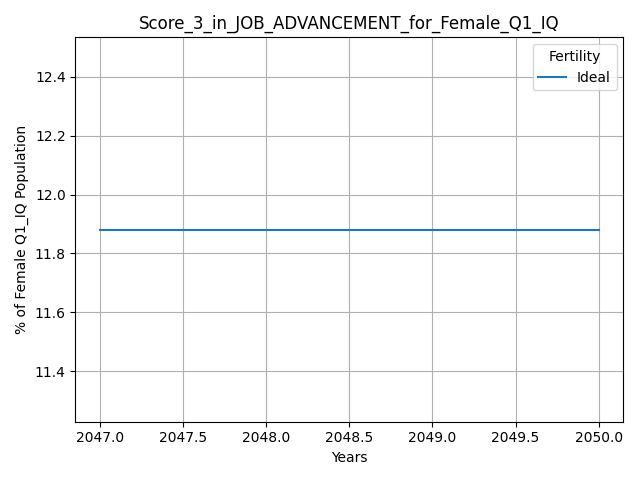 Score_3_in_JOB_ADVANCEMENT_for_Female_Q1_IQ
Fertility
Ideal
% of Female Q1_IQ Population
12.4
12.2
12.0
11.8
11.6
11.4
2047.0 2047.5 2048.0 2048.5 2049.0 2049.5 2050.0
Years